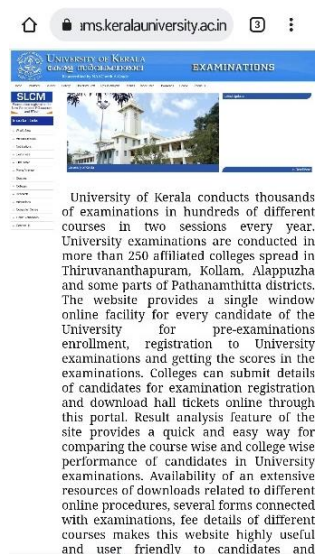 ıms.keralauniversity.ac.in
3
UNIVERSITY OF KERALA
EXAMINATIONS
SLCM
University of Kerala conducts thousands
of examinations in hundreds of different
courses in two sessions every year.
University examinations are conducted in
more than 250 affiliated colleges spread in
Thiruvananthapuram, Kollam, Alappuzha
and some parts of Pathanamthitta districts.
The website provides a single window
online facility for every candidate of the
University for pre-examinations
enrollment, registration to University
examinations and getting the scores in the
examinations. Colleges can submit details
of candidates for examination registration
and download hall tickets online through
this portal. Result analysis feature of the
site provides a quick and easy way for
comparing the course wise and college wise
performance of candidates in University
examinations. Availability of an extensive
resources of downloads related to different
online procedures, several forms connected
with examinations, fee details of different
courses makes this website highly useful
and user friendly to candidates and